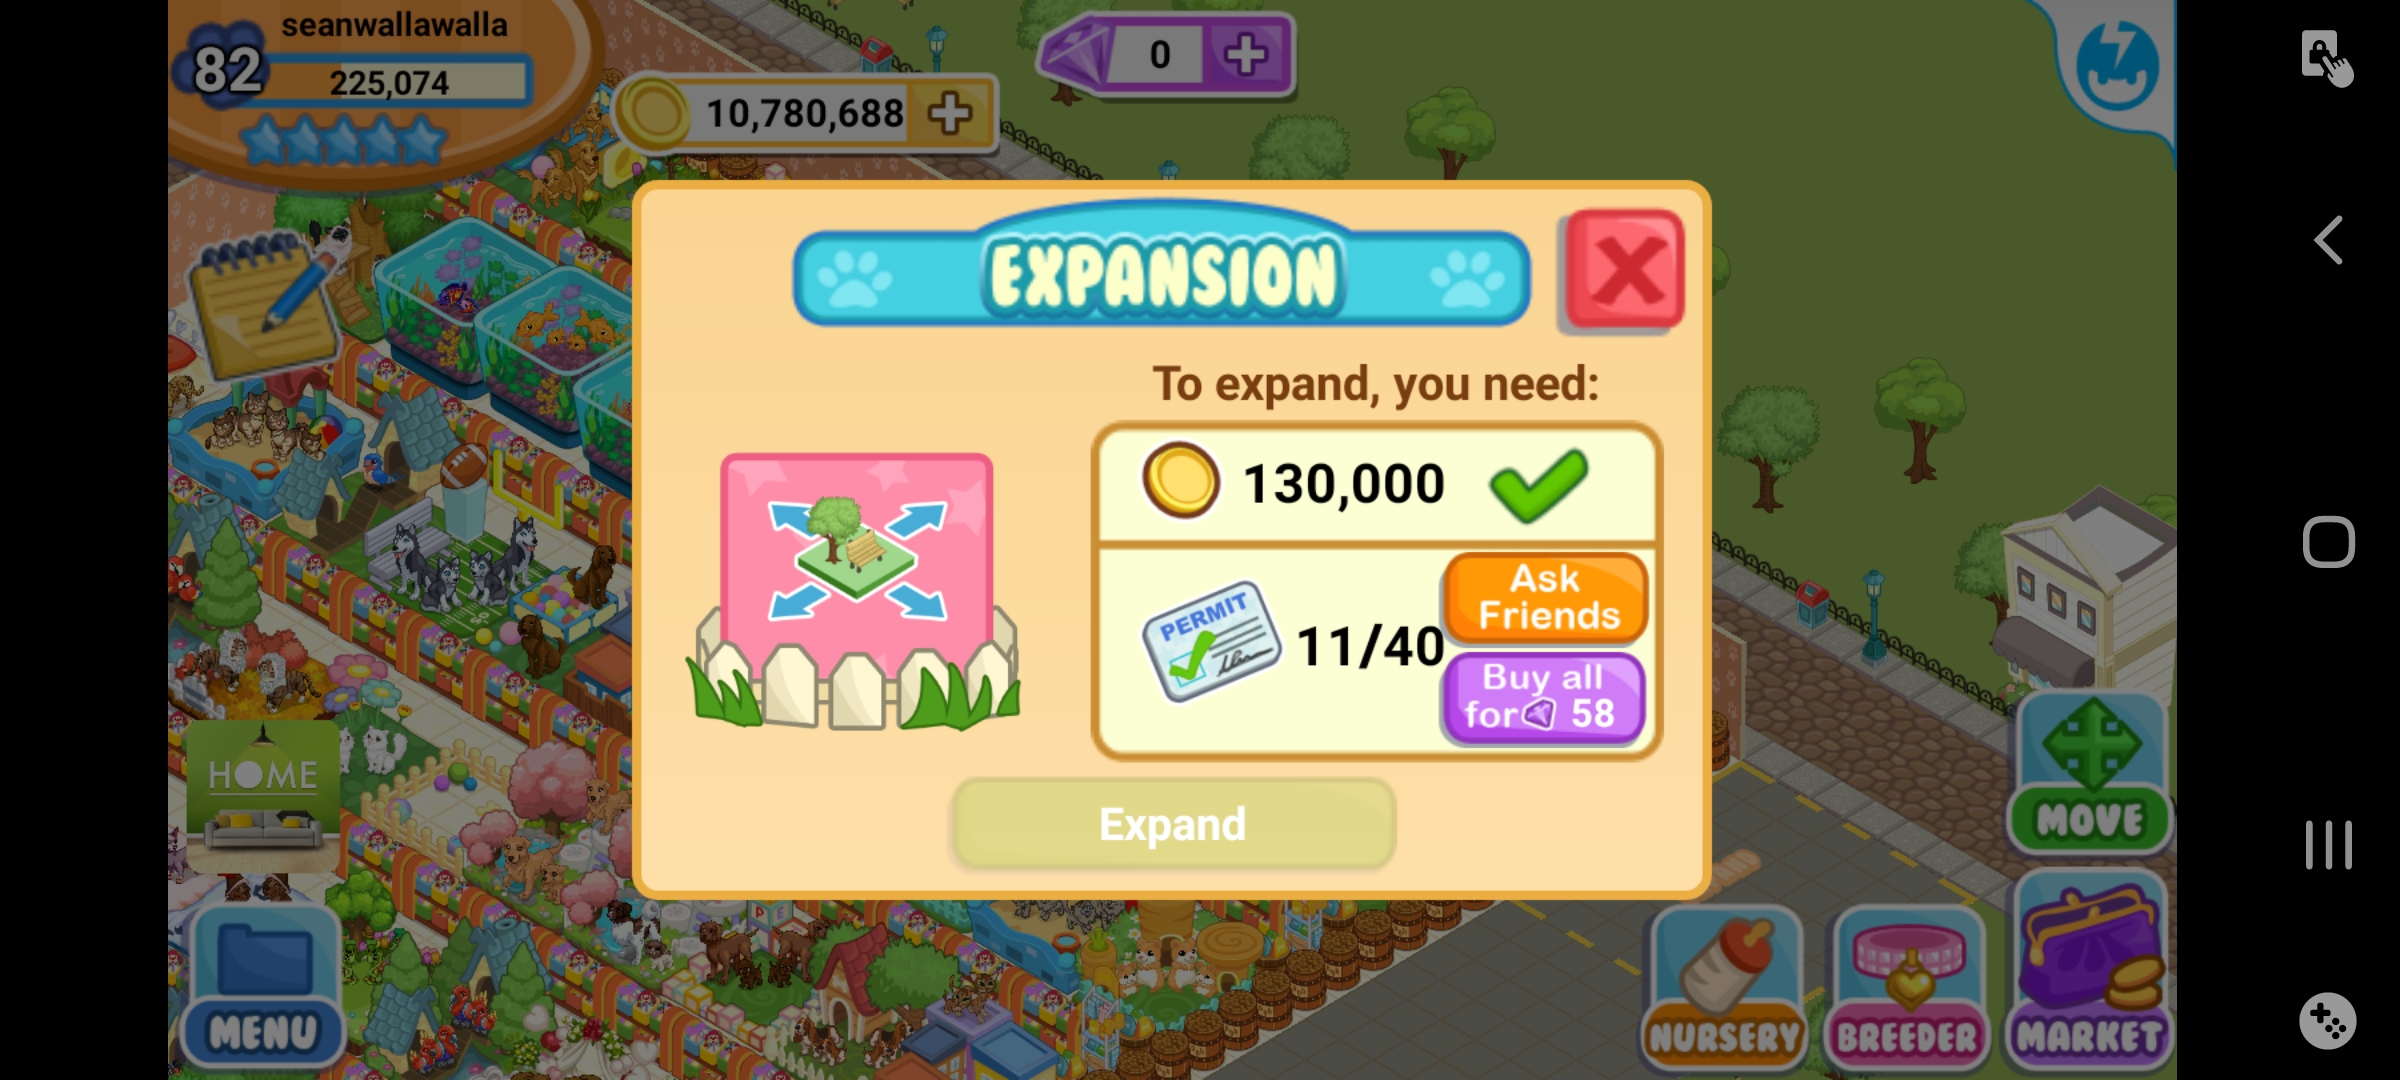 seanwallawalla
82
225,074
10,780,688
0
EXPANSION
To expand, you need:
130,000
PERMIT
11/40
Ask
Friends
Buy all
for 58
Expand
HOME
MENU
MOVE
NURSERY
BREEDER
MARKET